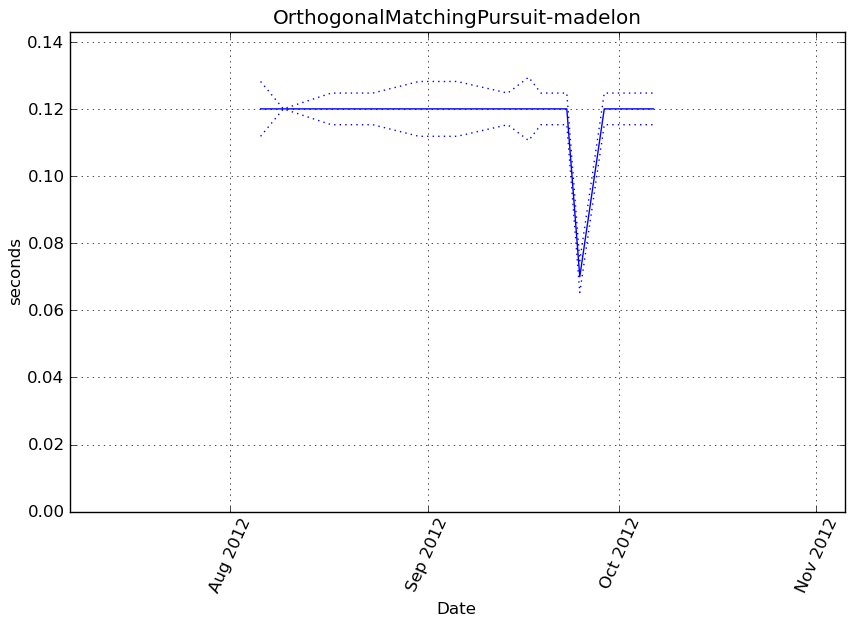 OrthogonalMatchingPursuit-madelon
0.14
0.12
0.10
0.08
0.06
0.04
0.02
0.00
seconds
Aug 2012
Sep 2012
Oct 2012
Nov 2012
Date